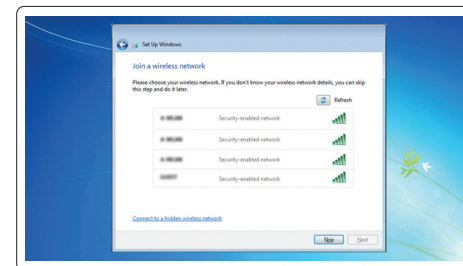 Set Up Windows
Join a wireless network
Please choose your wireless network. If you don't know your wireless network details, you can skip
this step and do it later.
Refresh
Security-enabled network
Security-enabled network
Security-enabled network
Security-enabled network
Connect to a hidden wireless network
Skip Next